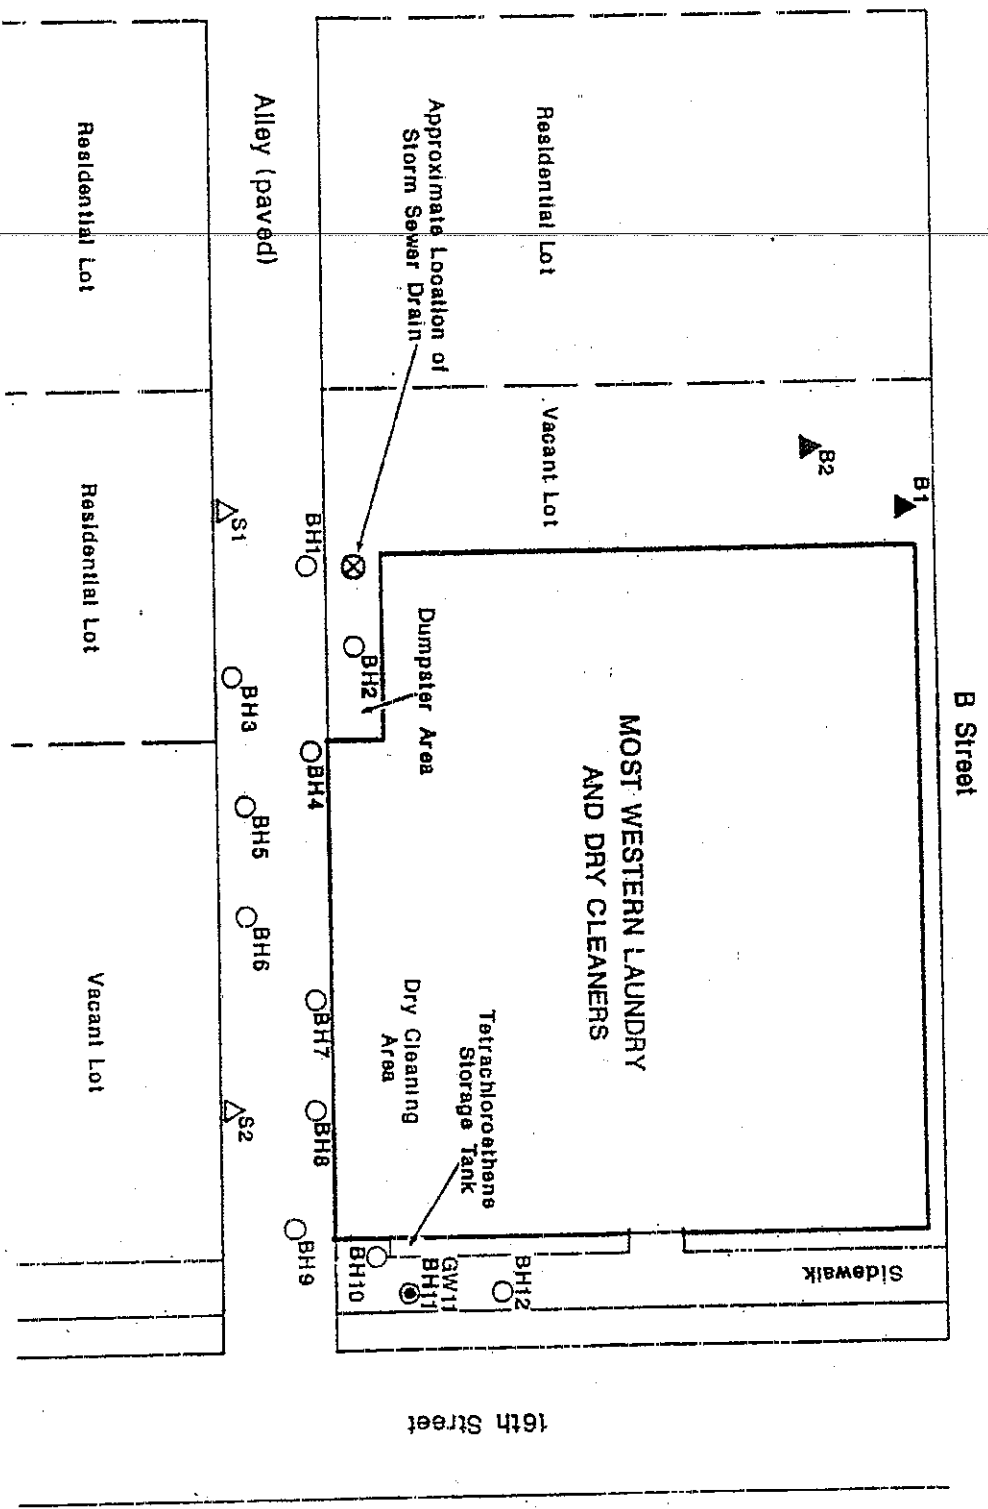 B Street
B1
B2
Residential Lot
Vacant Lot
MOST WESTERN LAUNDRY
AND DRY CLEANERS
Sidewalk
16th Street
Approximate Location of
Storm Sewer Drain
Dumpster Area
Tetrachloroethene
Storage Tank
Dry Cleaning
Area
BH12
GW11
BH11
BH10
BH9
BH1
BH2
BH4
BH7
BH8
Alley (paved)
S1
BH3
BH5
BH6
S2
Residential Lot
Residential Lot
Vacant Lot